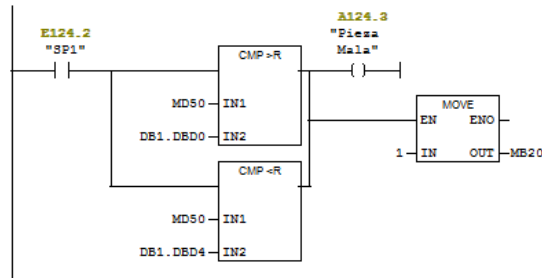 E124.2
"SP1"
A124.3
"Pieza
Mala"
CMP >R
MD50 IN1
DB1.DBD0 IN2
MOVE
EN ENO
1 IN OUT MB20
CMP <R
MD50 IN1
DB1.DBD4 IN2